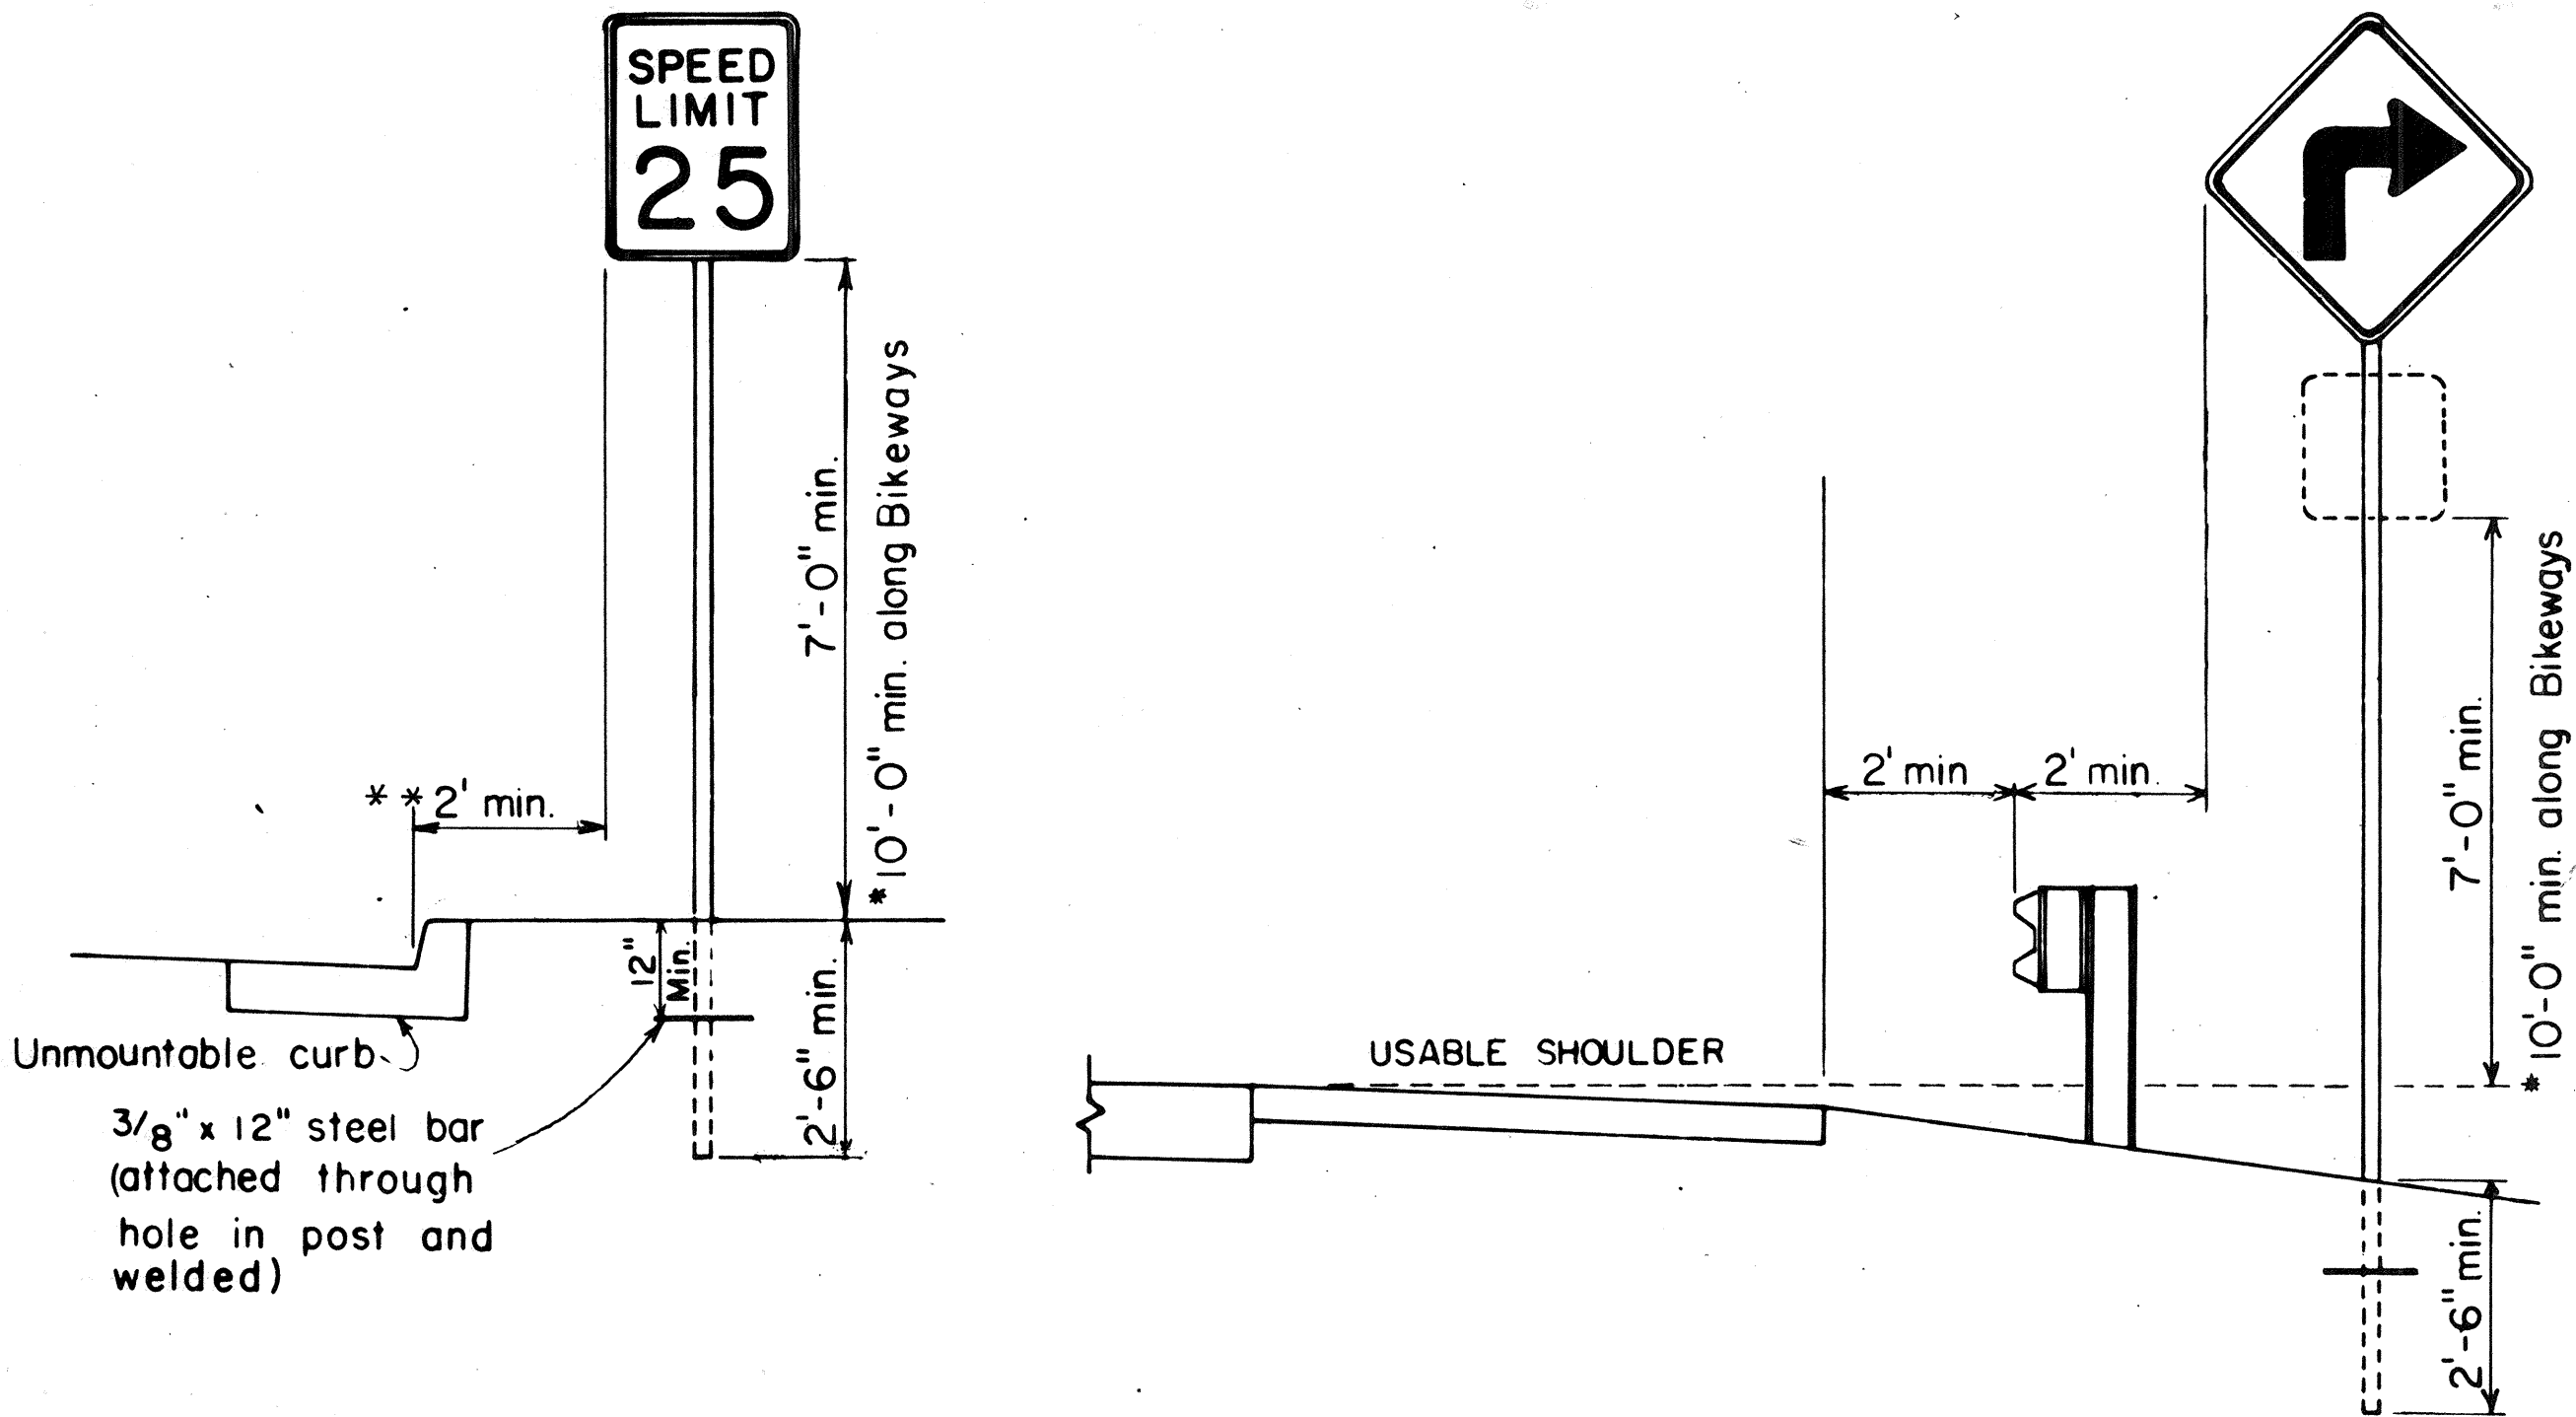 SPEED
LIMIT
25
7'-0" min.
*10'-0" min. along Bikeways
**2' min.
12"
Min.
2'-6" min.
Unmountable curb
3/8" x 12" steel bar
(attached through
hole in post and
welded)
USABLE SHOULDER
2' min
2' min.
7'-0" min.
*10'-0" min. along Bikeways
2'-6" min.